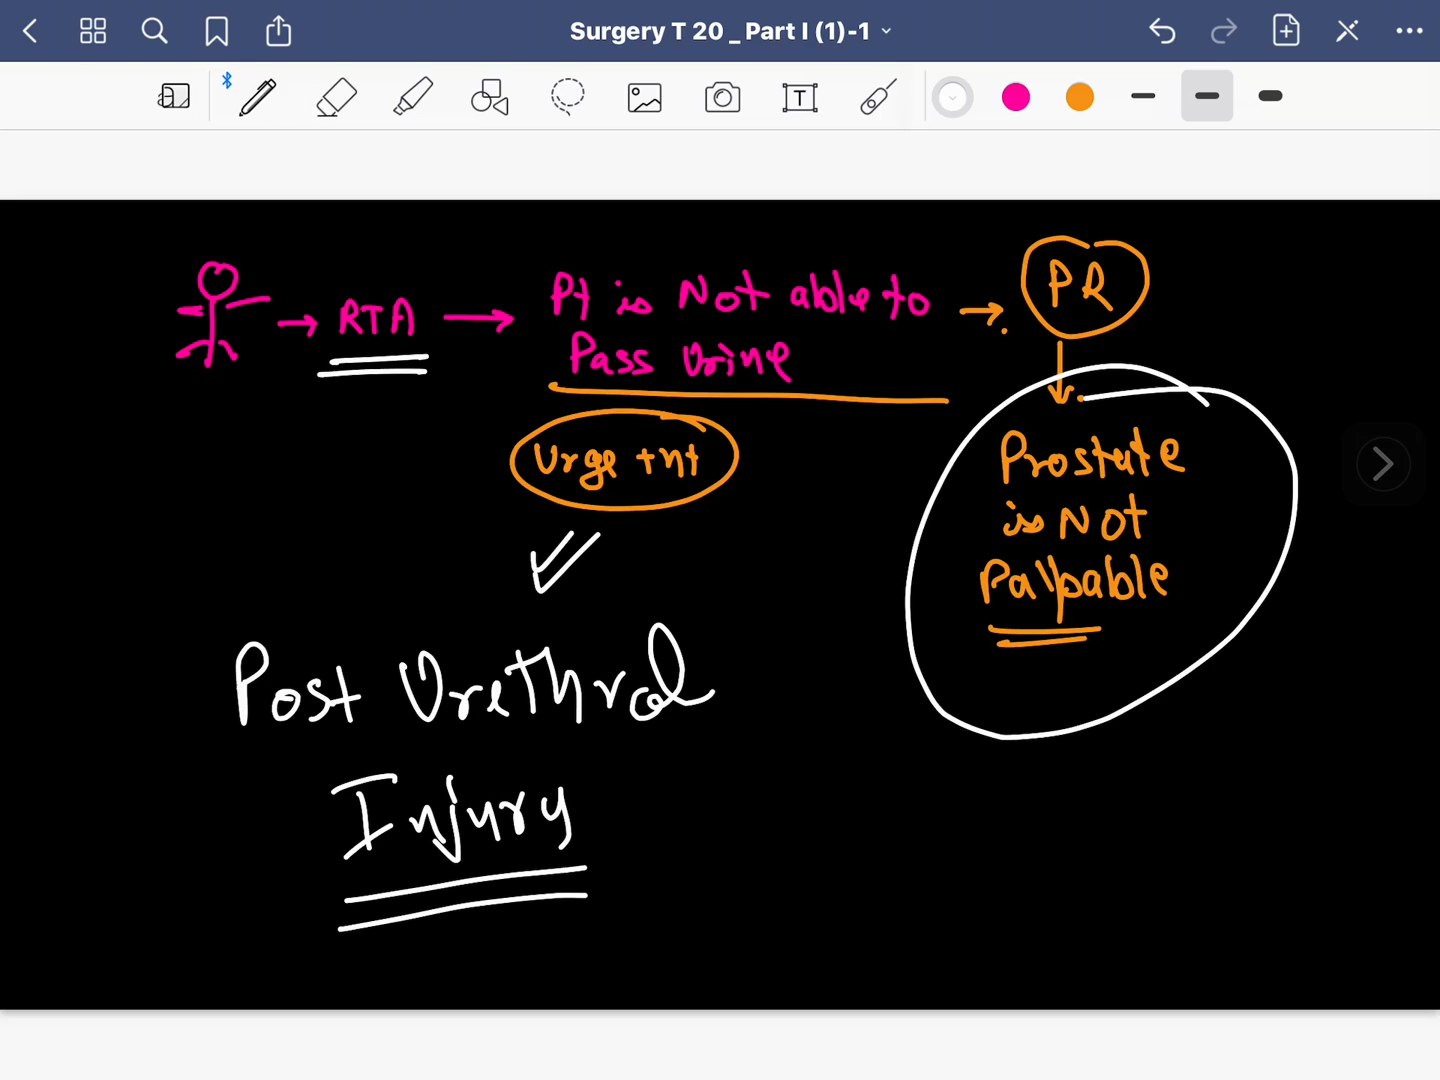 Surgery T 20 _ Part I (1)-1
T
RTA
Pt is Not able to
Pass Urine
PR
Urge +nt
Prostate
is Not
Palpable
Post Urethral
Injury